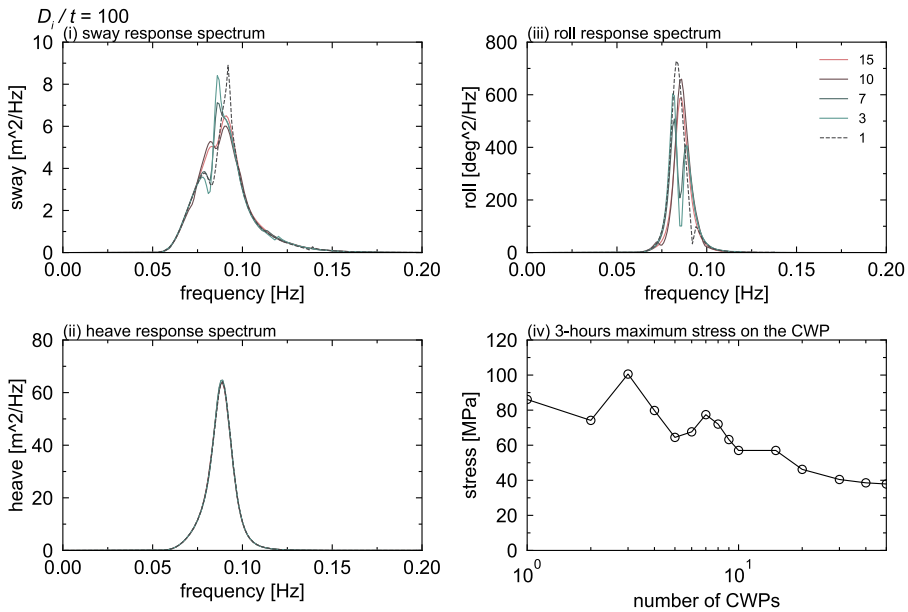 D_i / t = 100
(i) sway response spectrum
10
8
6
4
2
0
sway [m^2/Hz]
0.00 0.05 0.10 0.15 0.20
frequency [Hz]
(iii) roll response spectrum
800
600
400
200
0
roll [deg^2/Hz]
15
10
7
3
1
0.00 0.05 0.10 0.15 0.20
frequency [Hz]
(ii) heave response spectrum
80
60
40
20
0
heave [m^2/Hz]
0.00 0.05 0.10 0.15 0.20
frequency [Hz]
(iv) 3-hours maximum stress on the CWP
120
100
80
60
40
20
0
stress [MPa]
10^0 10^1
number of CWPs